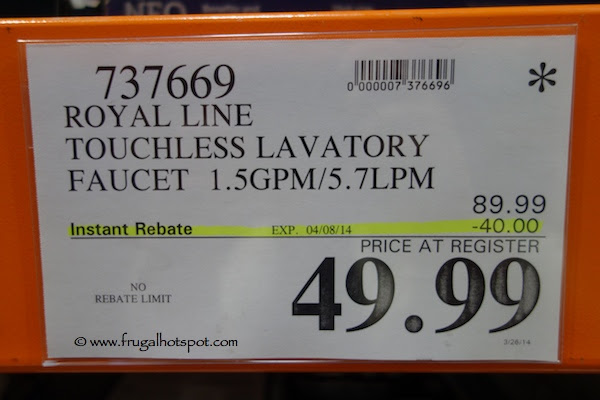 737669
0 000007 376696
*
ROYAL LINE
TOUCHLESS LAVATORY
FAUCET 1.5GPM/5.7LPM
89.99
Instant Rebate EXP. 04/08/14 -40.00
PRICE AT REGISTER
NO
REBATE LIMIT
49.99
© www.frugalhotspot.com
3/26/14